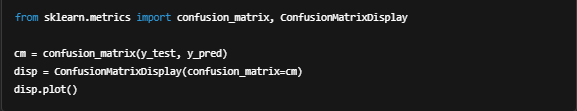 from sklearn.metrics import confusion_matrix, ConfusionMatrixDisplay
cm = confusion_matrix(y_test, y_pred)
disp = ConfusionMatrixDisplay(confusion_matrix=cm)
disp.plot()